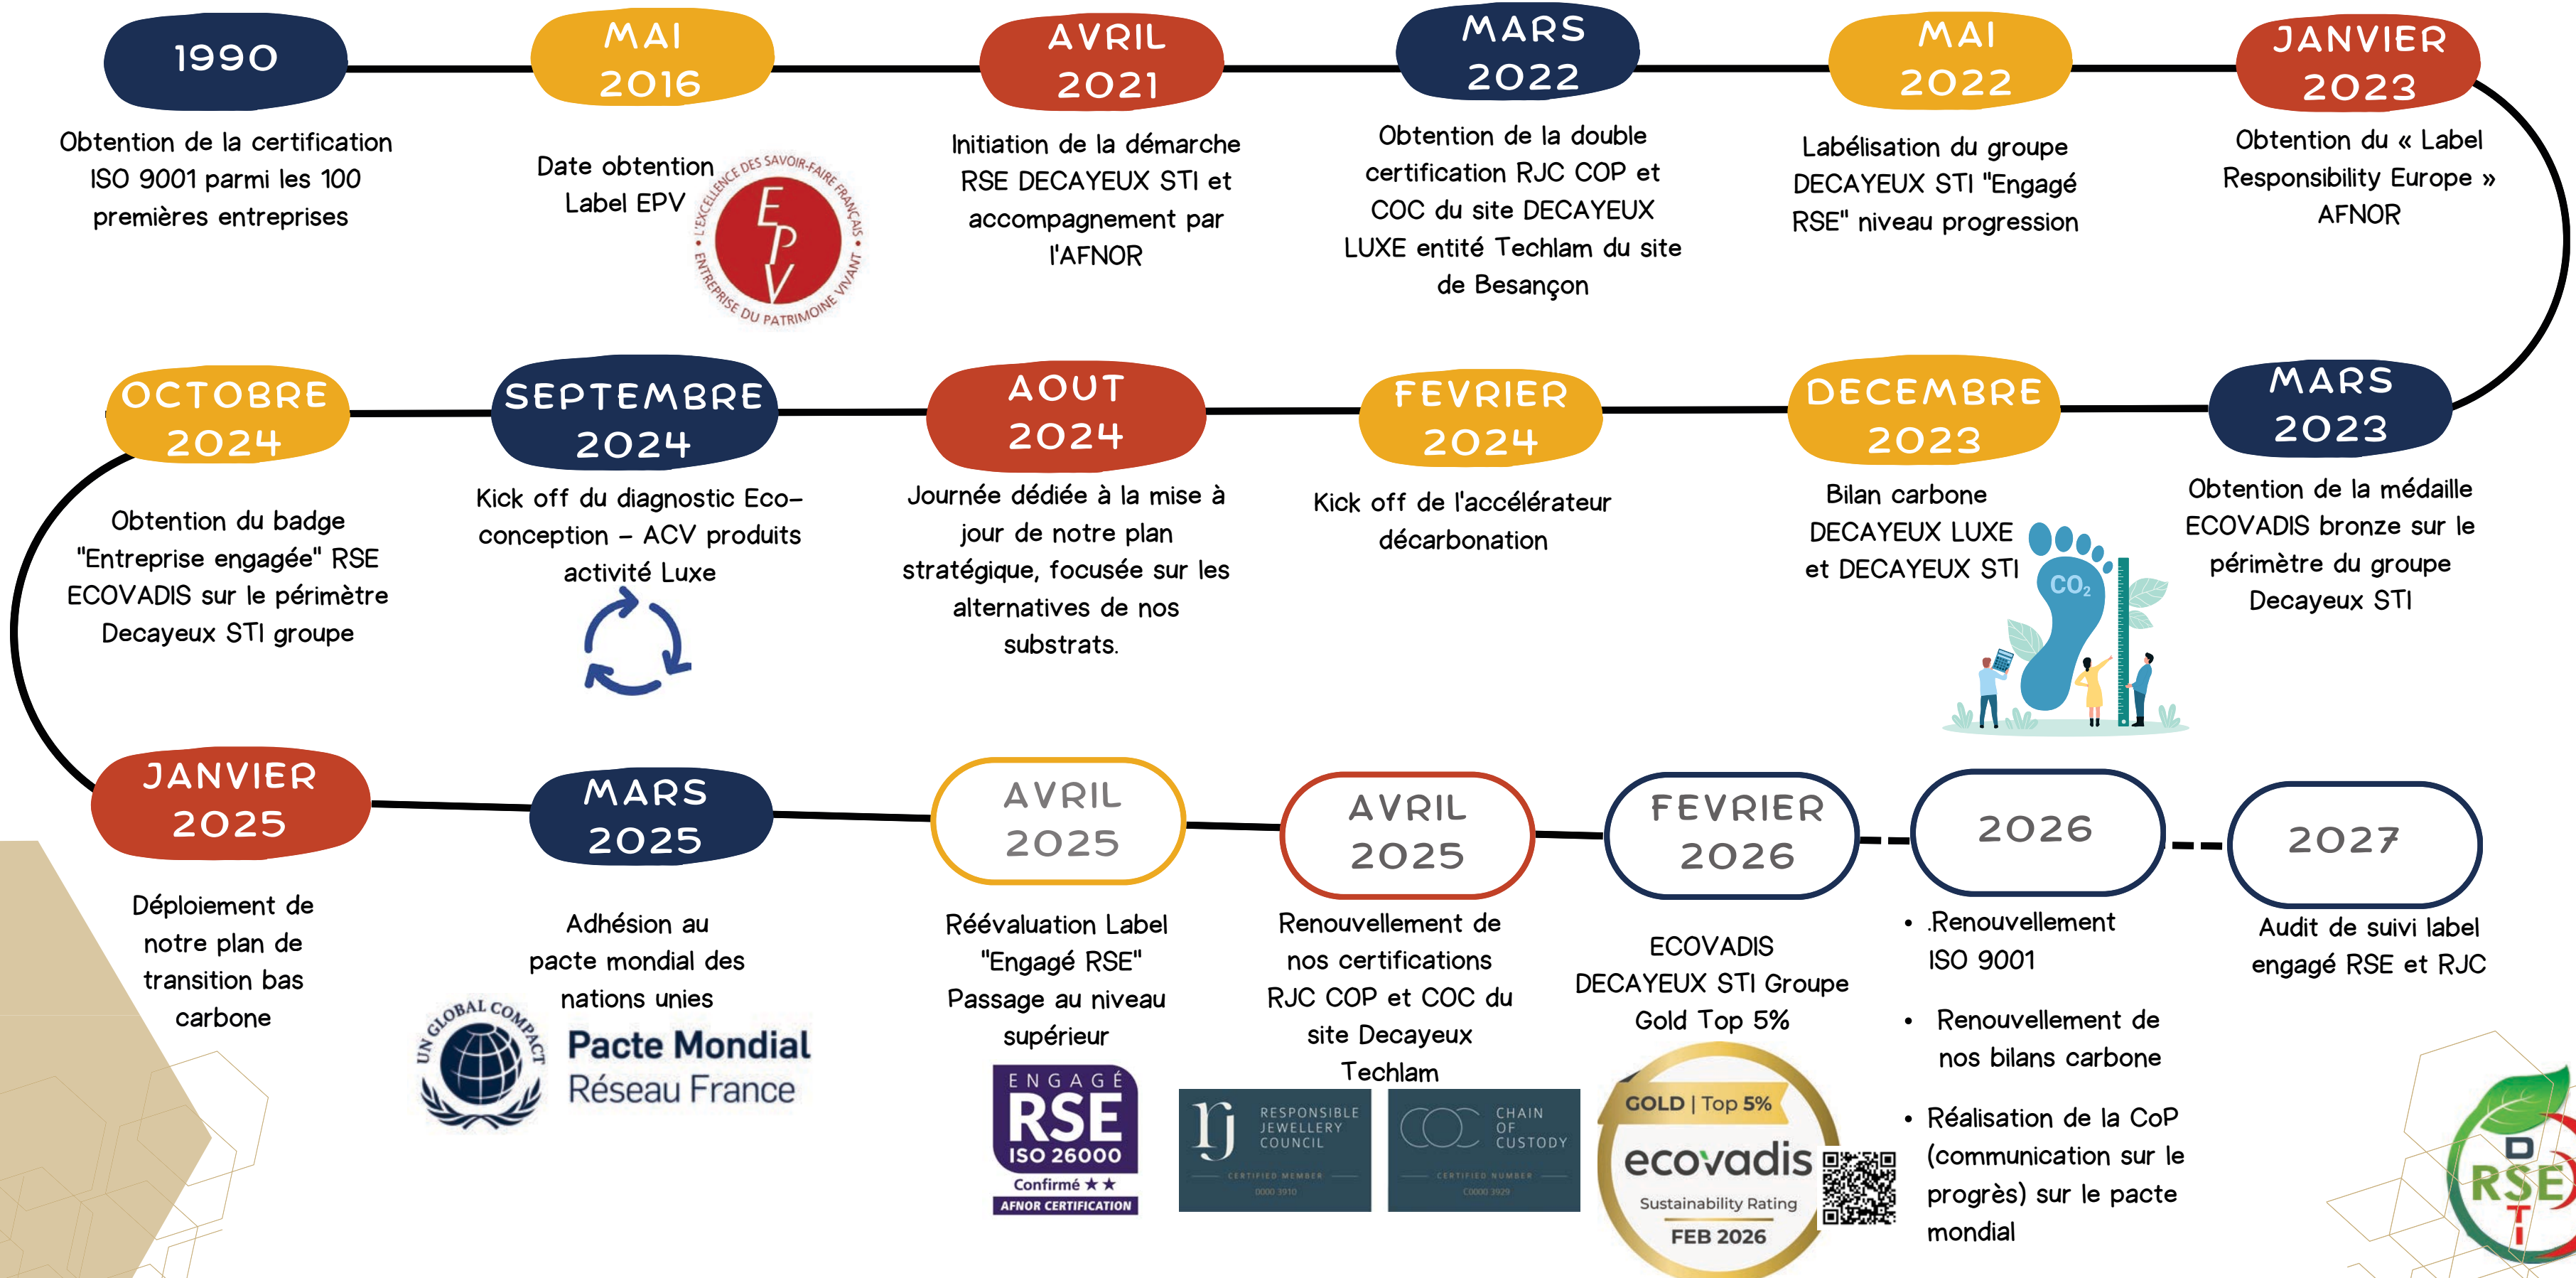 1990
Obtention de la certification
ISO 9001 parmi les 100
premières entreprises
MAI
2016
Date obtention
Label EPV
• L'EXCELLENCE DES SAVOIR-FAIRE FRANÇAIS •
ENTREPRISE DU PATRIMOINE VIVANT
E
P
V
AVRIL
2021
Initiation de la démarche
RSE DECAYEUX STI et
accompagnement par
l'AFNOR
MARS
2022
Obtention de la double
certification RJC COP et
COC du site DECAYEUX
LUXE entité Techlam du site
de Besançon
MAI
2022
Labélisation du groupe
DECAYEUX STI "Engagé
RSE" niveau progression
JANVIER
2023
Obtention du « Label
Responsibility Europe »
AFNOR
MARS
2023
Obtention de la médaille
ECOVADIS bronze sur le
périmètre du groupe
Decayeux STI
DECEMBRE
2023
Bilan carbone
DECAYEUX LUXE
et DECAYEUX STI
CO₂
FEVRIER
2024
Kick off de l'accélérateur
décarbonation
AOUT
2024
Journée dédiée à la mise à
jour de notre plan
stratégique, focusée sur les
alternatives de nos
substrats.
SEPTEMBRE
2024
Kick off du diagnostic Eco-
conception – ACV produits
activité Luxe
OCTOBRE
2024
Obtention du badge
"Entreprise engagée" RSE
ECOVADIS sur le périmètre
Decayeux STI groupe
JANVIER
2025
Déploiement de
notre plan de
transition bas
carbone
MARS
2025
Adhésion au
pacte mondial des
nations unies
UN GLOBAL COMPACT
Pacte Mondial
Réseau France
AVRIL
2025
Réévaluation Label
"Engagé RSE"
Passage au niveau
supérieur
ENGAGÉ
RSE
ISO 26000
Confirmé ★★
AFNOR CERTIFICATION
AVRIL
2025
Renouvellement de
nos certifications
RJC COP et COC du
site Decayeux
Techlam
rj
RESPONSIBLE
JEWELLERY
COUNCIL
CERTIFIED MEMBER
0000 3910
COC
CHAIN
OF
CUSTODY
CERTIFIED NUMBER
C0000 3929
FEVRIER
2026
ECOVADIS
DECAYEUX STI Groupe
Gold Top 5%
GOLD | Top 5%
ecovadis
Sustainability Rating
FEB 2026
2026
• .Renouvellement
ISO 9001
• Renouvellement de
nos bilans carbone
• Réalisation de la CoP
(communication sur le
progrès) sur le pacte
mondial
2027
Audit de suivi label
engagé RSE et RJC
D
RSE
T
I